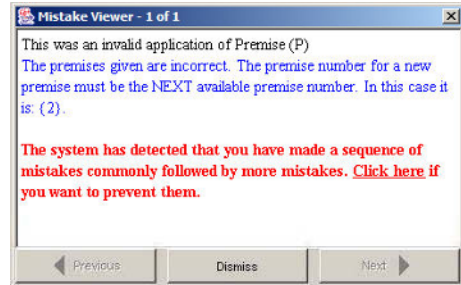 Mistake Viewer - 1 of 1
This was an invalid application of Premise (P)
The premises given are incorrect. The premise number for a new
premise must be the NEXT available premise number. In this case it
is: {2}.
The system has detected that you have made a sequence of
mistakes commonly followed by more mistakes. Click here if
you want to prevent them.
Previous Dismiss Next